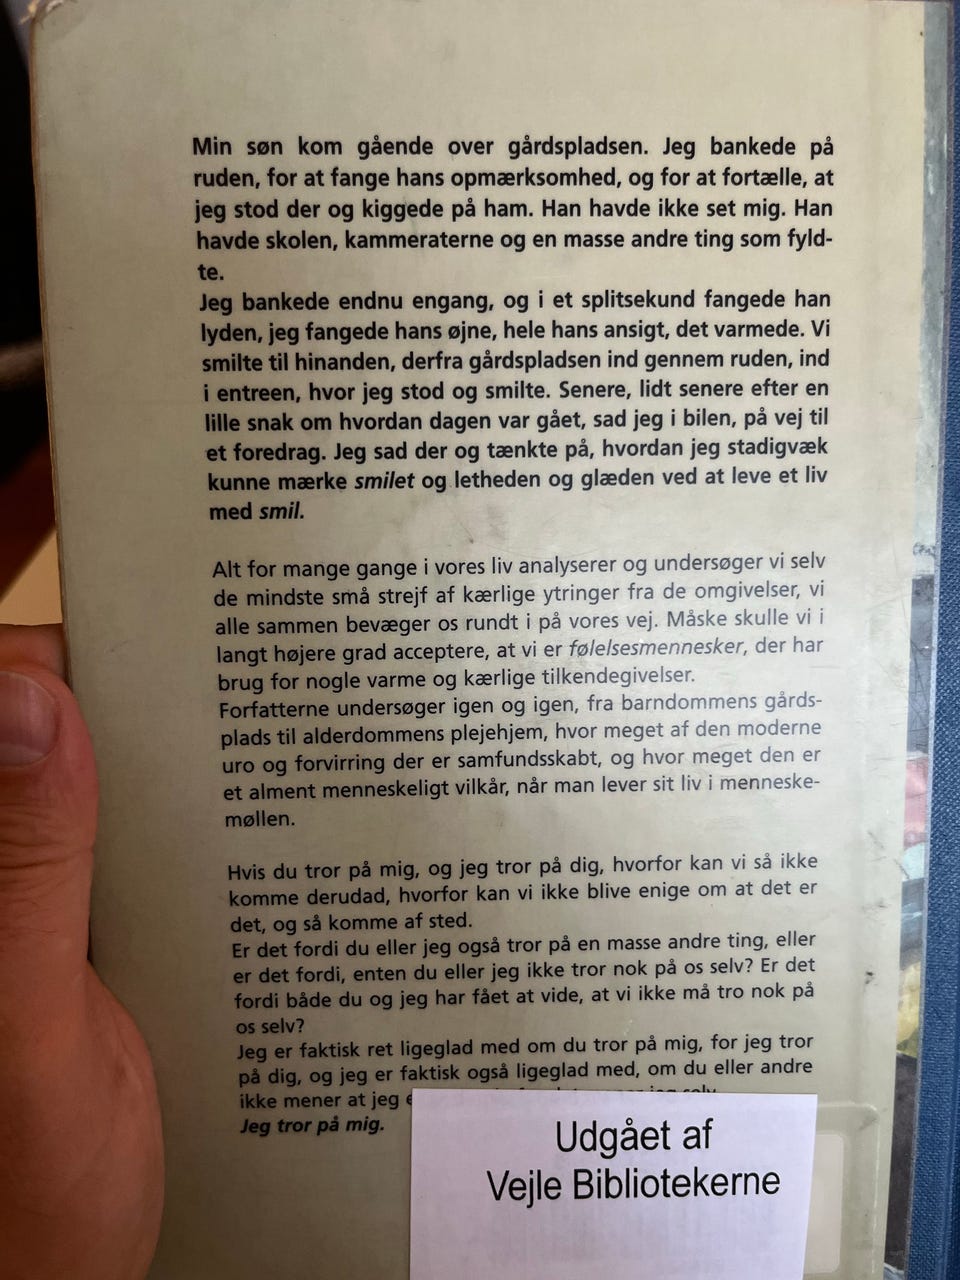 Min søn kom gående over gårdspladsen. Jeg bankede på
ruden, for at fange hans opmærksomhed, og for at fortælle, at
jeg stod der og kiggede på ham. Han havde ikke set mig. Han
havde skolen, kammeraterne og en masse andre ting som fyld-
te.
Jeg bankede endnu engang, og i et splitsekund fangede han
lyden, jeg fangede hans øjne, hele hans ansigt, det varmede. Vi
smilte til hinanden, derfra gårdspladsen ind gennem ruden, ind
i entreen, hvor jeg stod og smilte. Senere, lidt senere efter en
lille snak om hvordan dagen var gået, sad jeg i bilen, på vej til
et foredrag. Jeg sad der og tænkte på, hvordan jeg stadigvæk
kunne mærke smilet og letheden og glæden ved at leve et liv
med smil.
Alt for mange gange i vores liv analyserer og undersøger vi selv
de mindste små strejf af kærlige ytringer fra de omgivelser, vi
alle sammen bevæger os rundt i på vores vej. Måske skulle vi i
langt højere grad acceptere, at vi er følelsesmennesker, der har
brug for nogle varme og kærlige tilkendegivelser.
Forfatterne undersøger igen og igen, fra barndommens gårds-
plads til alderdommens plejehjem, hvor meget af den moderne
uro og forvirring der er samfundsskabt, og hvor meget den er
et alment menneskeligt vilkår, når man lever sit liv i menneske-
møllen.
Hvis du tror på mig, og jeg tror på dig, hvorfor kan vi så ikke
komme derudad, hvorfor kan vi ikke blive enige om at det er
det, og så komme af sted.
Er det fordi du eller jeg også tror på en masse andre ting, eller
er det fordi, enten du eller jeg ikke tror nok på os selv? Er det
fordi både du og jeg har fået at vide, at vi ikke må tro nok på
os selv?
Jeg er faktisk ret ligeglad med om du tror på mig, for jeg tror
på dig, og jeg er faktisk også ligeglad med, om du eller andre
ikke mener at jeg jeg selv
Jeg tror på mig.
Udgået af
Vejle Bibliotekerne